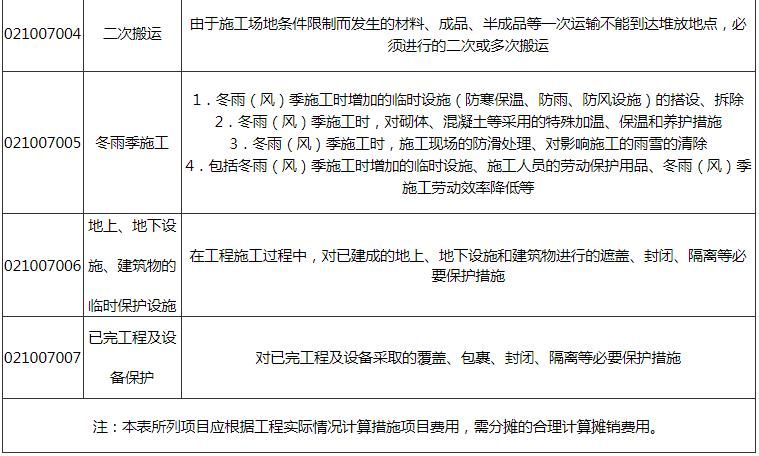 021007004
二次搬运
由于施工场地条件限制而发生的材料、成品、半成品等一次运输不能到达堆放地点，必
须进行的二次或多次搬运
021007005
冬雨季施工
1．冬雨（风）季施工时增加的临时设施（防寒保温、防雨、防风设施）的搭设、拆除
2．冬雨（风）季施工时，对砌体、混凝土等采用的特殊加温、保温和养护措施
3．冬雨（风）季施工时，施工现场的防滑处理、对影响施工的雨雪的清除
4．包括冬雨（风）季施工时增加的临时设施、施工人员的劳动保护用品、冬雨（风）季
施工劳动效率降低等
021007006
地上、地下设
施、建筑物的
临时保护设施
在工程施工过程中，对已建成的地上、地下设施和建筑物进行的遮盖、封闭、隔离等必
要保护措施
021007007
已完工程及设
备保护
对已完工程及设备采取的覆盖、包裹、封闭、隔离等必要保护措施
注：本表所列项目应根据工程实际情况计算措施项目费用，需分摊的合理计算摊销费用。